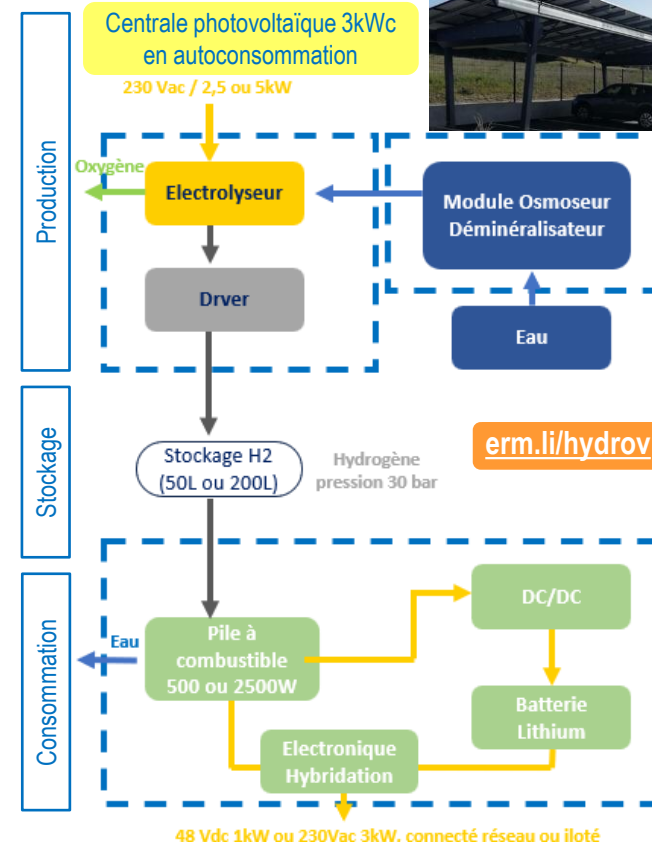 Centrale photovoltaïque 3kWc
en autoconsommation
230 Vac / 2,5 ou 5kW
Production
Oxygène
Electrolyseur
Module Osmoseur
Déminéralisateur
Drver
Eau
Stockage
Stockage H2
(50L ou 200L)
Hydrogène
pression 30 bar
erm.li/hydrov
Consommation
Eau
Pile à
combustible
500 ou 2500W
DC/DC
Batterie
Lithium
Electronique
Hybridation
48 Vdc 1kW ou 230Vac 3kW, connecté réseau ou iloté